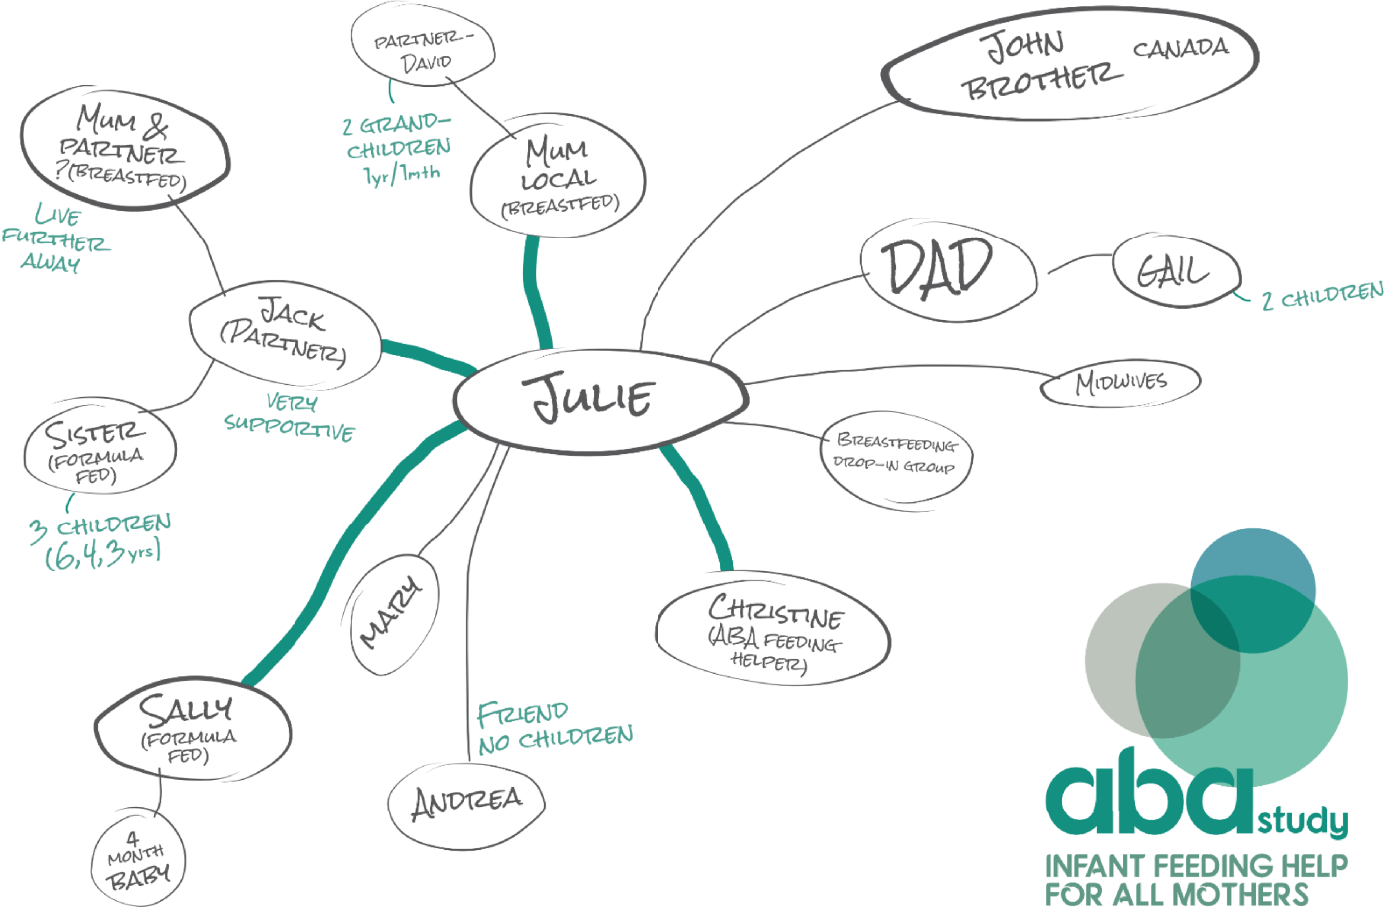 PARTNER-
DAVID
2 GRAND-
CHILDREN
1yr/1mth
MUM
LOCAL
(BREASTFED)
JOHN
BROTHER
CANADA
MUM &
PARTNER
?(BREASTFED)
LIVE
FURTHER
AWAY
DAD
GAIL
2 CHILDREN
JACK
(PARTNER)
VERY
SUPPORTIVE
JULIE
MIDWIVES
BREASTFEEDING
DROP-IN GROUP
SISTER
(FORMULA
FED)
3 CHILDREN
(6,4,3yrs)
MARY
CHRISTINE
(ABA FEEDING
HELPER)
SALLY
(FORMULA
FED)
4
MONTH
BABY
FRIEND
NO CHILDREN
ANDREA
aba study
INFANT FEEDING HELP
FOR ALL MOTHERS